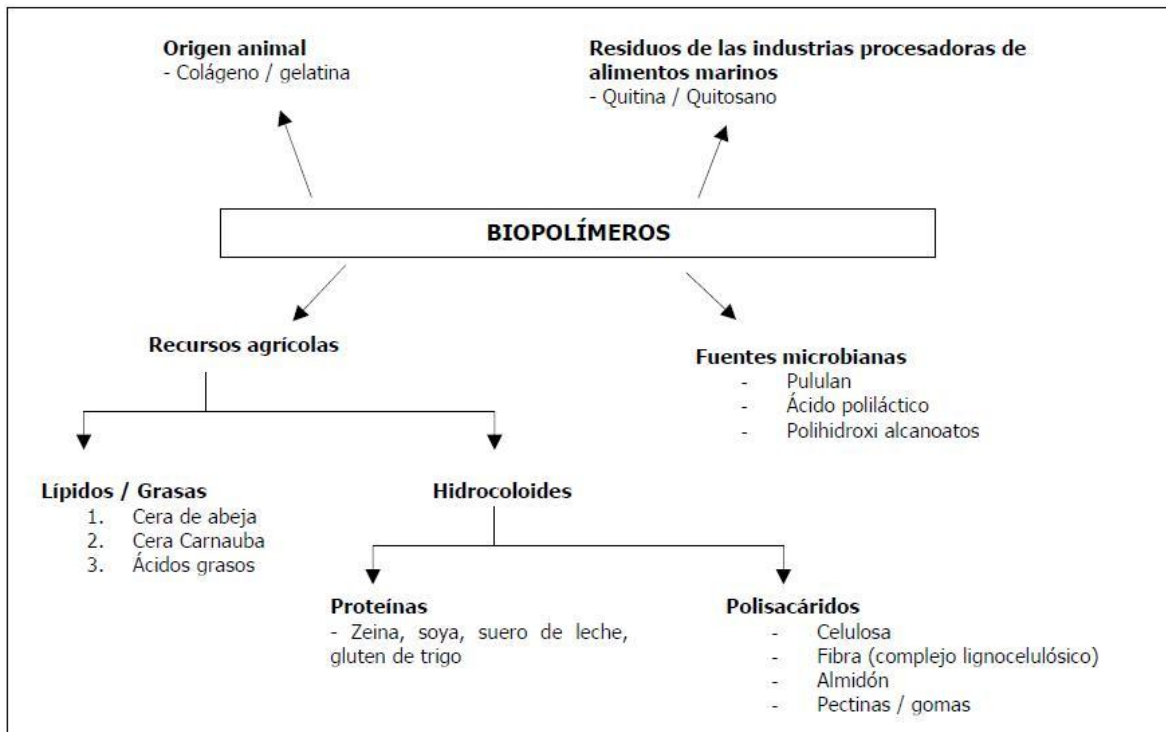 Origen animal
- Colágeno / gelatina
Residuos de las industrias procesadoras de
alimentos marinos
- Quitina / Quitosano
BIOPOLÍMEROS
Recursos agrícolas
Fuentes microbianas
- Pululan
- Ácido poliláctico
- Polihidroxi alcanoatos
Lípidos / Grasas
1. Cera de abeja
2. Cera Carnauba
3. Ácidos grasos
Hidrocoloides
Proteínas
- Zeina, soya, suero de leche,
gluten de trigo
Polisacáridos
- Celulosa
- Fibra (complejo lignocelulósico)
- Almidón
- Pectinas / gomas